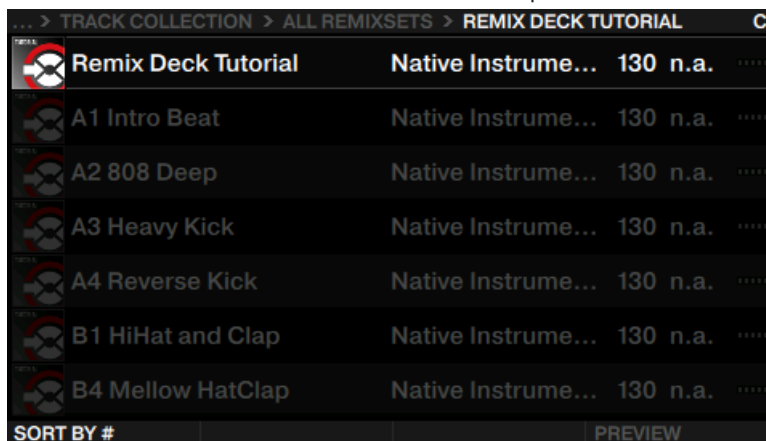 ... > TRACK COLLECTION > ALL REMIXSETS > REMIX DECK TUTORIAL C
Remix Deck Tutorial Native Instrume... 130 n.a.
A1 Intro Beat Native Instrume... 130 n.a.
A2 808 Deep Native Instrume... 130 n.a.
A3 Heavy Kick Native Instrume... 130 n.a.
A4 Reverse Kick Native Instrume... 130 n.a.
B1 HiHat and Clap Native Instrume... 130 n.a.
B4 Mellow HatClap Native Instrume... 130 n.a.
SORT BY # PREVIEW